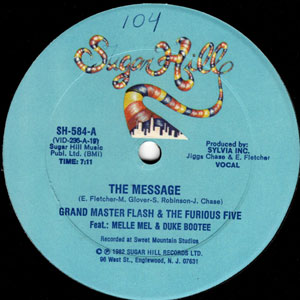 104
Sugar Hill
SH-584-A
(VID-295-A-19)
Sugar Hill Music
Publ. Ltd. (BMI)
TIME: 7:11
Produced by:
SYLVIA INC.
Jiggs Chase & E. Fletcher
VOCAL
THE MESSAGE
(E. Fletcher-M. Glover-S. Robinson-J. Chase)
GRAND MASTER FLASH & THE FURIOUS FIVE
Feat.: MELLE MEL & DUKE BOOTEE
Recorded at Sweet Mountain Studios
℗ © 1982 SUGAR HILL RECORDS LTD.
96 West St., Englewood, N.J. 07631